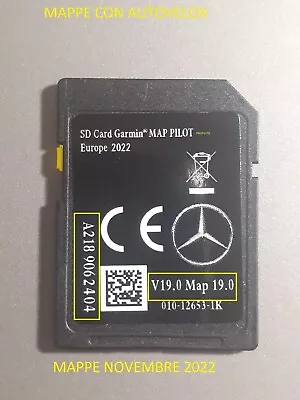 MAPPE CON AUTOVELOX
SD Card Garmin® MAP PILOT
Europe 2022
CE
A218 906 2404
V19.0 Map 19.0
010-12653-1K
MAPPE NOVEMBRE 2022